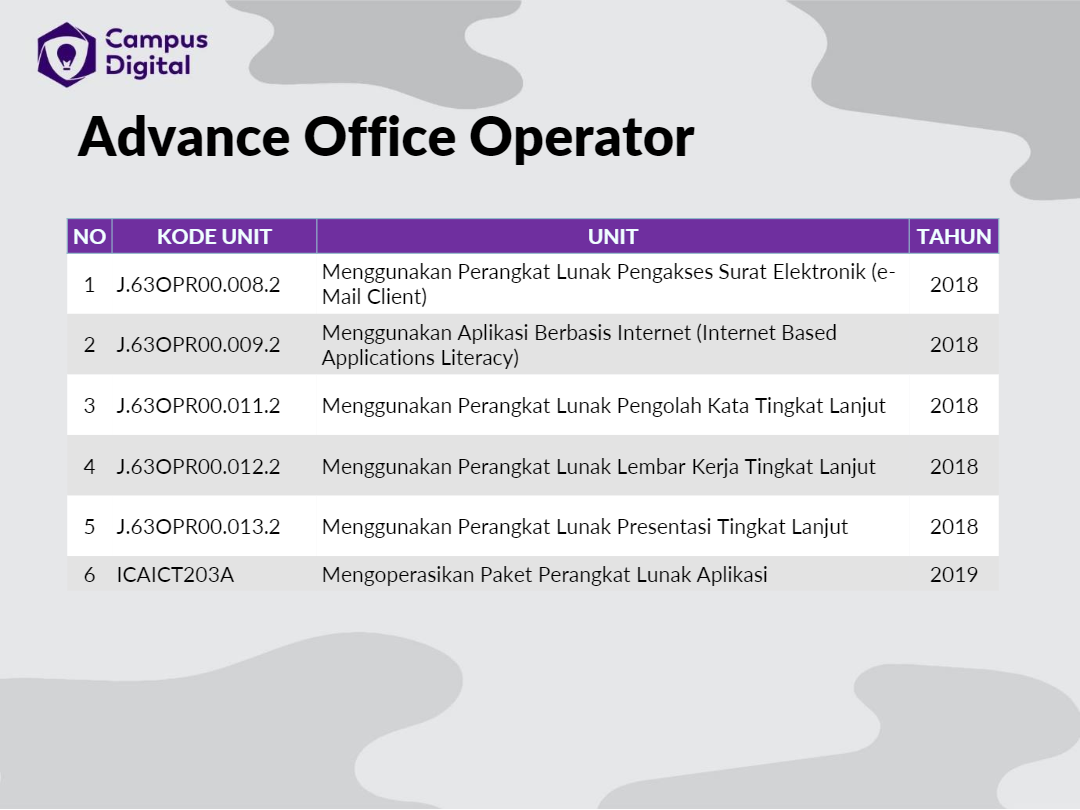 Campus
Digital
Advance Office Operator
NO KODE UNIT UNIT TAHUN
1 J.63OPR00.008.2 Menggunakan Perangkat Lunak Pengakses Surat Elektronik (e-
Mail Client) 2018
2 J.63OPR00.009.2 Menggunakan Aplikasi Berbasis Internet (Internet Based
Applications Literacy) 2018
3 J.63OPR00.011.2 Menggunakan Perangkat Lunak Pengolah Kata Tingkat Lanjut 2018
4 J.63OPR00.012.2 Menggunakan Perangkat Lunak Lembar Kerja Tingkat Lanjut 2018
5 J.63OPR00.013.2 Menggunakan Perangkat Lunak Presentasi Tingkat Lanjut 2018
6 ICAICT203A Mengoperasikan Paket Perangkat Lunak Aplikasi 2019